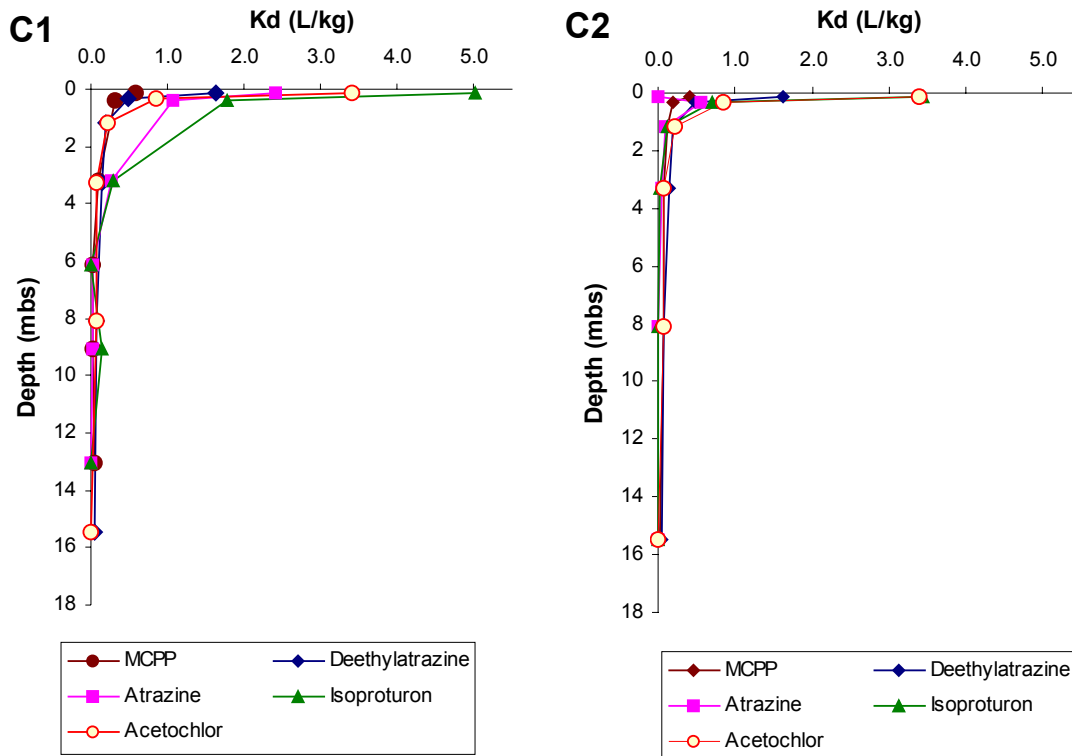 C1
Kd (L/kg)
0.0 1.0 2.0 3.0 4.0 5.0
0
2
4
6
8
10
12
14
16
18
Depth (mbs)
MCPP Deethylatrazine
Atrazine Isoproturon
Acetochlor
C2
Kd (L/kg)
0.0 1.0 2.0 3.0 4.0 5.0
0
2
4
6
8
10
12
14
16
18
Depth (mbs)
MCPP Deethylatrazine
Atrazine Isoproturon
Acetochlor